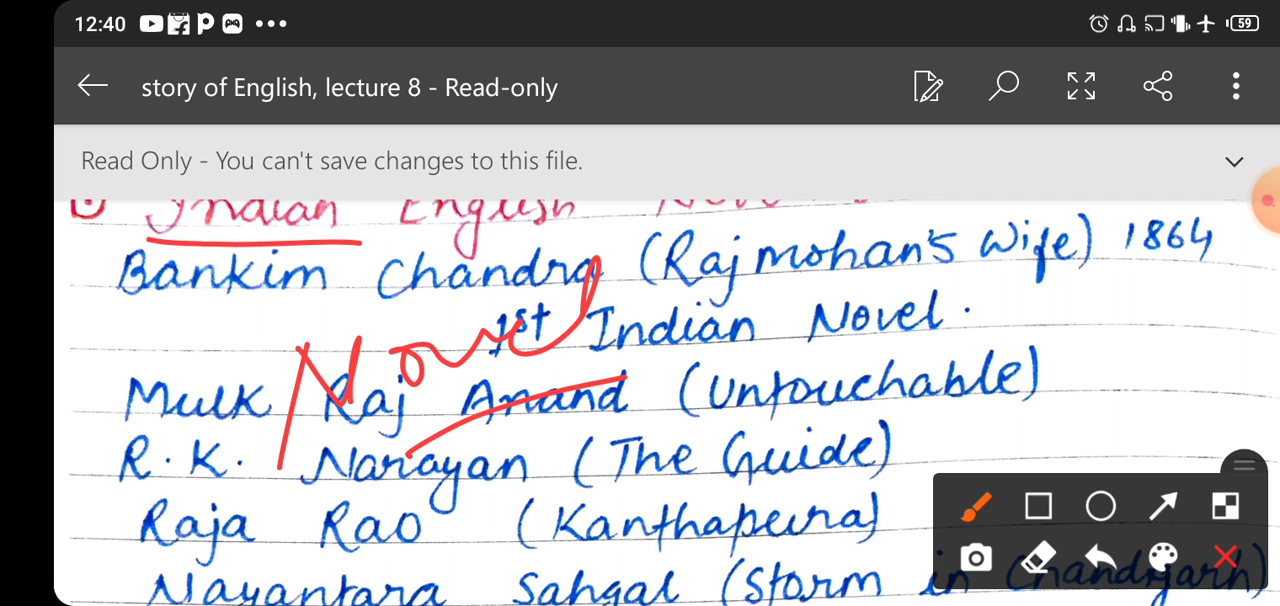 12:40
59
story of English, lecture 8 - Read-only
Read Only - You can't save changes to this file.
Indian English Nove
Bankim Chandra (Rajmohan's Wife) 1864
1st Indian Novel.
Novel
Mulk Raj Anand (Untouchable)
R.K. Narayan (The Guide)
Raja Rao (Kanthapura)
Nayantara Sahgal (Storm in Chandigarh)